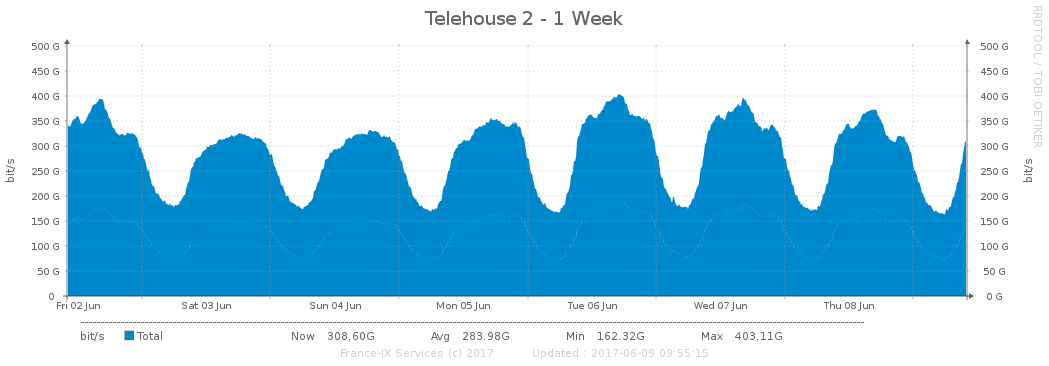 Telehouse 2 - 1 Week
RRDTOOL / TOBI OETIKER
500 G 500 G
450 G 450 G
400 G 400 G
350 G 350 G
300 G 300 G
250 G 250 G
200 G 200 G
150 G 150 G
100 G 100 G
50 G 50 G
0 0 G
bit/s
bit/s
Fri 02 Jun Sat 03 Jun Sun 04 Jun Mon 05 Jun Tue 06 Jun Wed 07 Jun Thu 08 Jun
bit/s Total Now 308.60G Avg 283.98G Min 162.32G Max 403.11G
France-IX Services (c) 2017 Updated : 2017-06-09 09:55:15